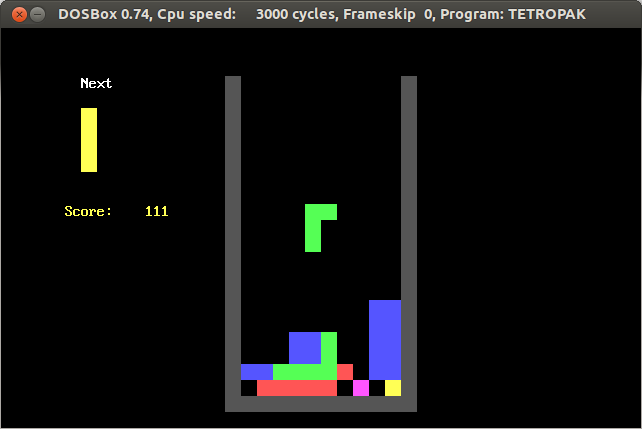 DOSBox 0.74, Cpu speed:     3000 cycles, Frameskip  0, Program: TETROPAK
Next
Score:    111